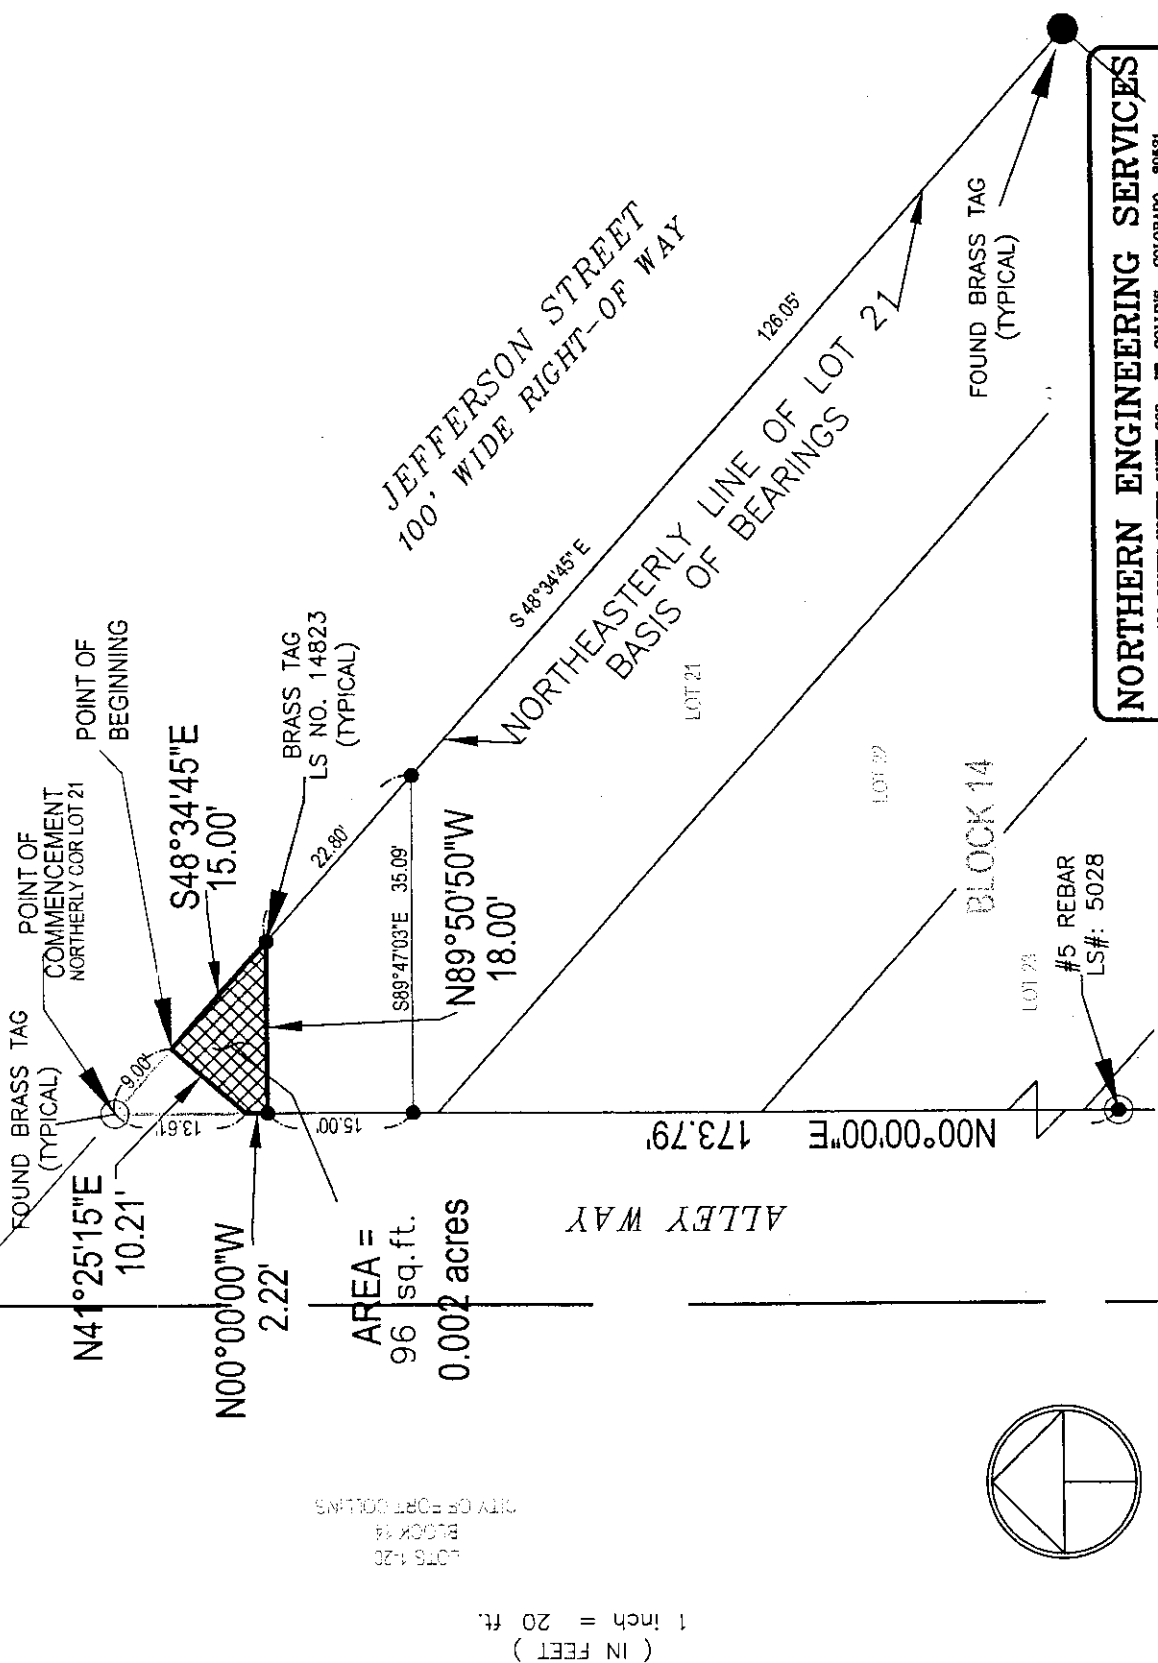 FOUND BRASS TAG
(TYPICAL)
POINT OF
COMMENCEMENT
NORTHERLY COR LOT 21
POINT OF
BEGINNING
9.00'
13.61'
S48°34'45"E
15.00'
N41°25'15"E
10.21'
BRASS TAG
LS NO. 14823
(TYPICAL)
N00°00'00"W
2.22'
15.00'
22.80'
S89°47'03"E 35.09'
N89°50'50"W
18.00'
AREA =
96 sq.ft.
0.002 acres
JEFFERSON STREET
100' WIDE RIGHT-OF WAY
S 48°34'45" E
126.05'
NORTHEASTERLY LINE OF LOT 21
BASIS OF BEARINGS
FOUND BRASS TAG
(TYPICAL)
LOT 21
LOT 22
BLOCK 14
LOT 23
#5 REBAR
LS#: 5028
N00°00'00"E 173.79'
ALLEY WAY
LOTS 1-20
BLOCK 14
CITY OF FORT COLLINS
( IN FEET )
1 inch = 20 ft.
NORTHERN ENGINEERING SERVICES
COLLINS, COLORADO 80521